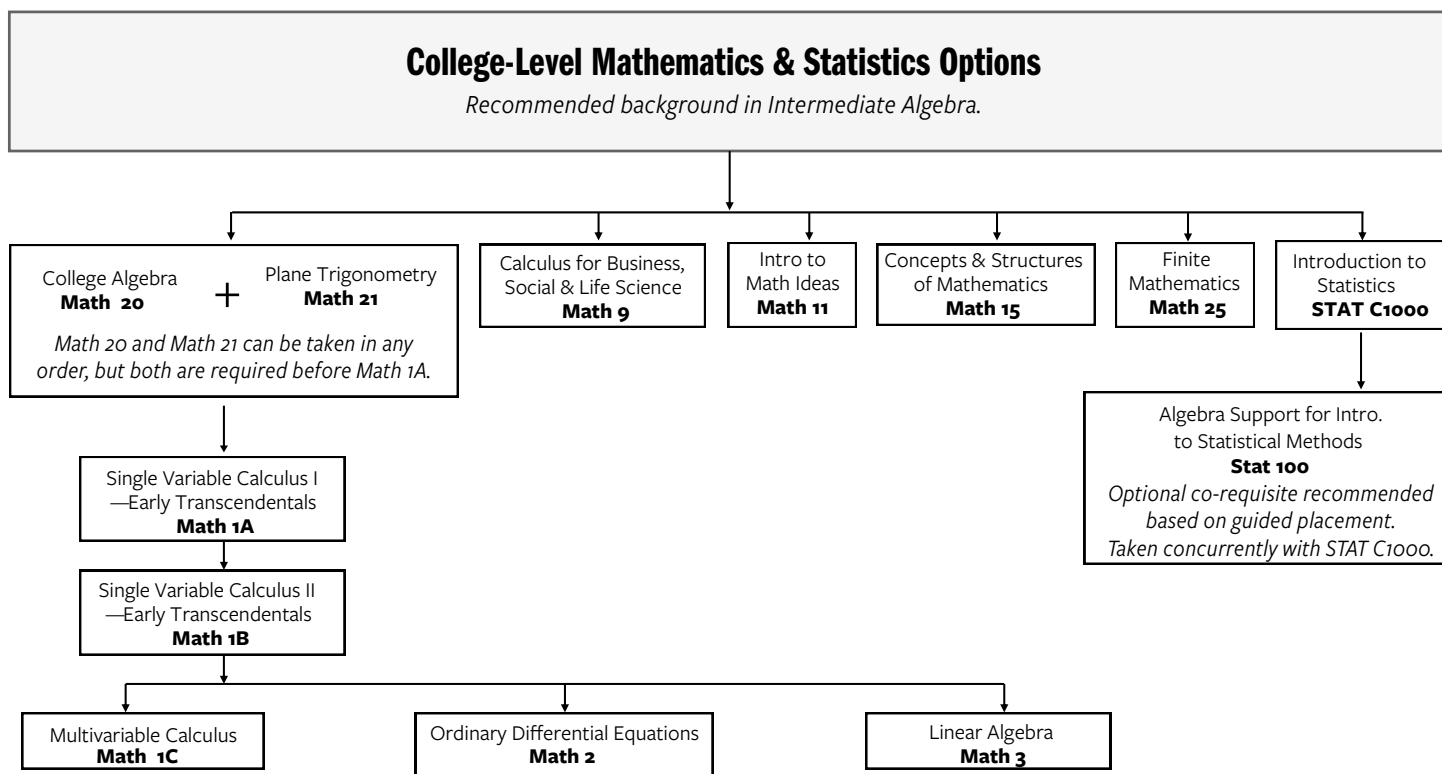 College-Level Mathematics & Statistics Options
Recommended background in Intermediate Algebra.
College Algebra
Math 20
+
Plane Trigonometry
Math 21
Math 20 and Math 21 can be taken in any
order, but both are required before Math 1A.
Calculus for Business,
Social & Life Science
Math 9
Intro to
Math Ideas
Math 11
Concepts & Structures
of Mathematics
Math 15
Finite
Mathematics
Math 25
Introduction to
Statistics
STAT C1000
Algebra Support for Intro.
to Statistical Methods
Stat 100
Optional co-requisite recommended
based on guided placement.
Taken concurrently with STAT C1000.
Single Variable Calculus I
—Early Transcendentals
Math 1A
Single Variable Calculus II
—Early Transcendentals
Math 1B
Multivariable Calculus
Math 1C
Ordinary Differential Equations
Math 2
Linear Algebra
Math 3